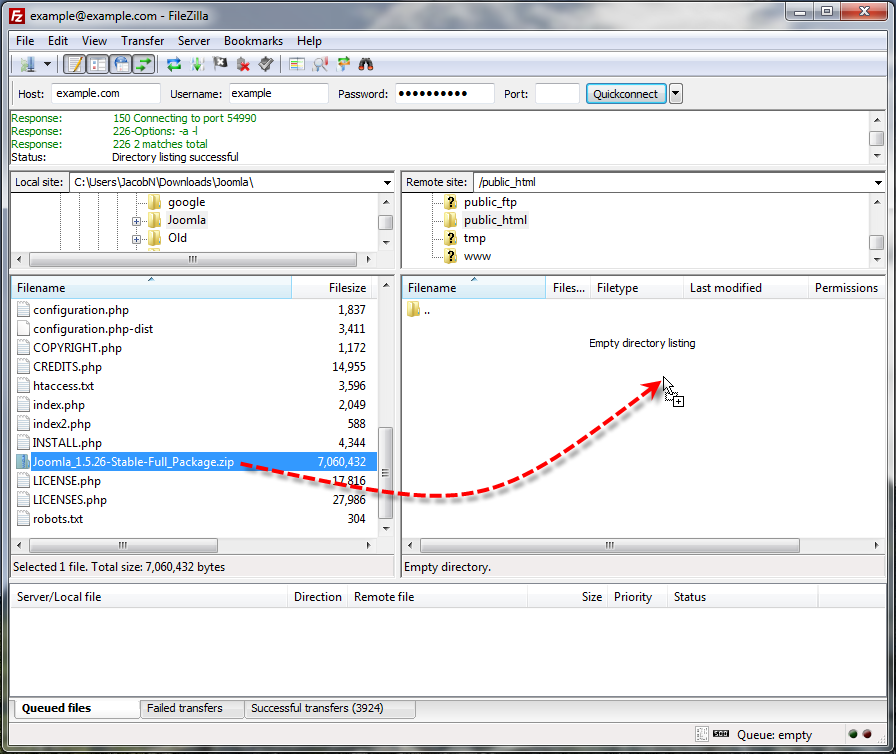 example@example.com - FileZilla
File Edit View Transfer Server Bookmarks Help
Host: example.com Username: example Password: ●●●●●●●●●● Port: Quickconnect
Response: 150 Connecting to port 54990
Response: 226-Options: -a -l
Response: 226 2 matches total
Status: Directory listing successful
Local site: C:\Users\JacobN\Downloads\Joomla\
google
Joomla
Old
Remote site: /public_html
public_ftp
public_html
tmp
www
Filename Filesize
configuration.php 1,837
configuration.php-dist 3,411
COPYRIGHT.php 1,172
CREDITS.php 14,955
htaccess.txt 3,596
index.php 2,049
index2.php 588
INSTALL.php 4,344
Joomla_1.5.26-Stable-Full_Package.zip 7,060,432
LICENSE.php 17,816
LICENSES.php 27,986
robots.txt 304
Selected 1 file. Total size: 7,060,432 bytes
Filename Files... Filetype Last modified Permissions
..
Empty directory listing
Empty directory.
Server/Local file Direction Remote file Size Priority Status
Queued files Failed transfers Successful transfers (3924)
Queue: empty